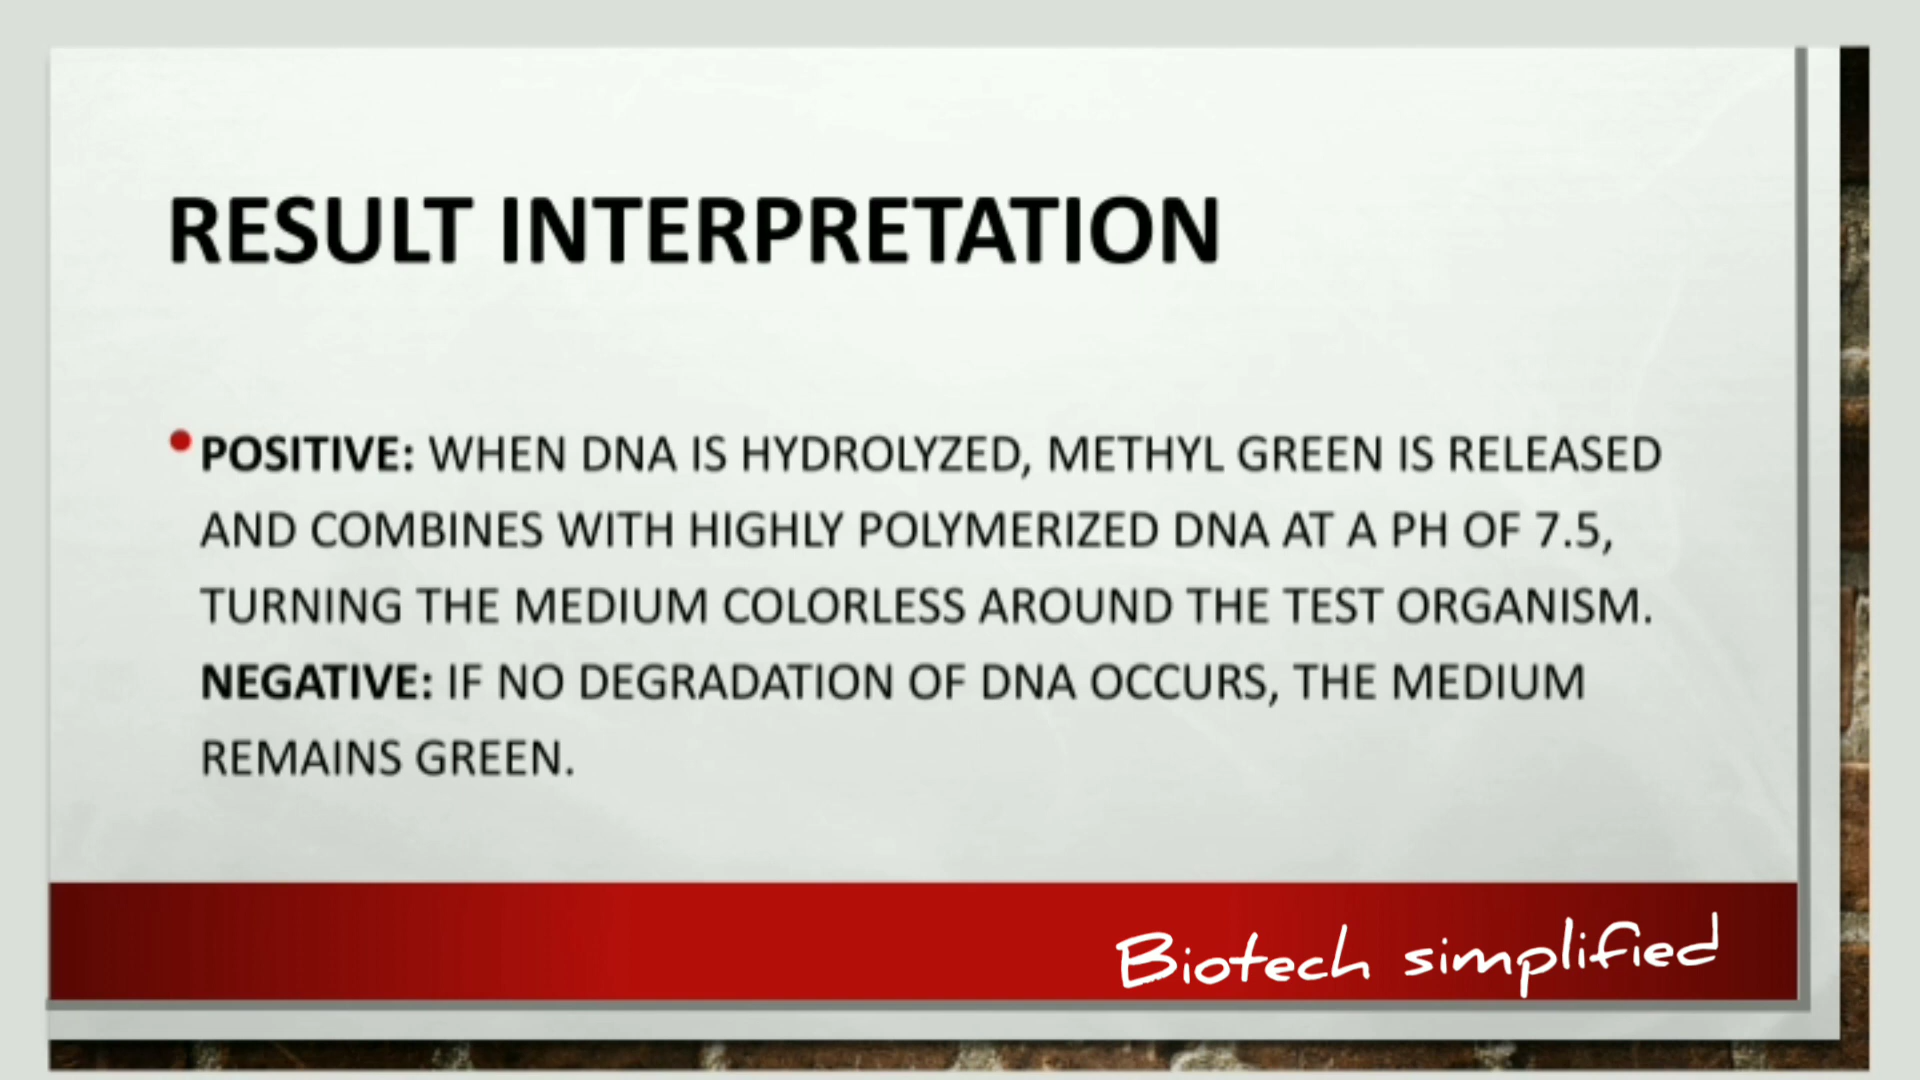 RESULT INTERPRETATION
• POSITIVE: WHEN DNA IS HYDROLYZED, METHYL GREEN IS RELEASED
AND COMBINES WITH HIGHLY POLYMERIZED DNA AT A PH OF 7.5,
TURNING THE MEDIUM COLORLESS AROUND THE TEST ORGANISM.
NEGATIVE: IF NO DEGRADATION OF DNA OCCURS, THE MEDIUM
REMAINS GREEN.
Biotech simplified